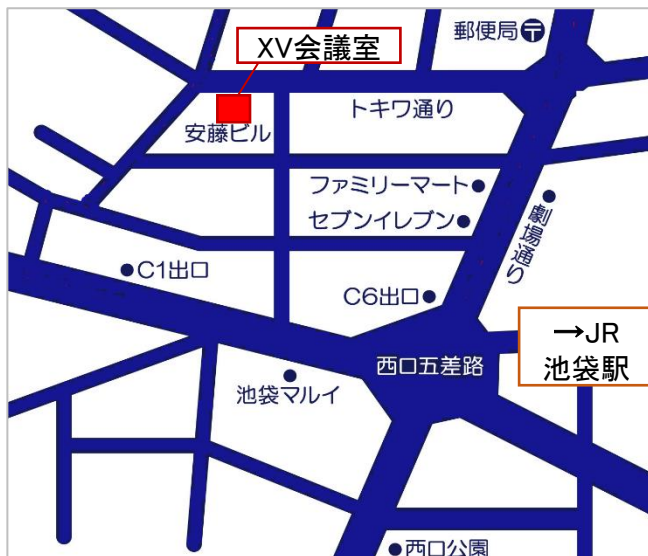 郵便局〒
XV会議室
トキワ通り
安藤ビル
ファミリーマート
セブンイレブン
劇場通り
C1出口
C6出口
→JR
池袋駅
西口五差路
池袋マルイ
西口公園